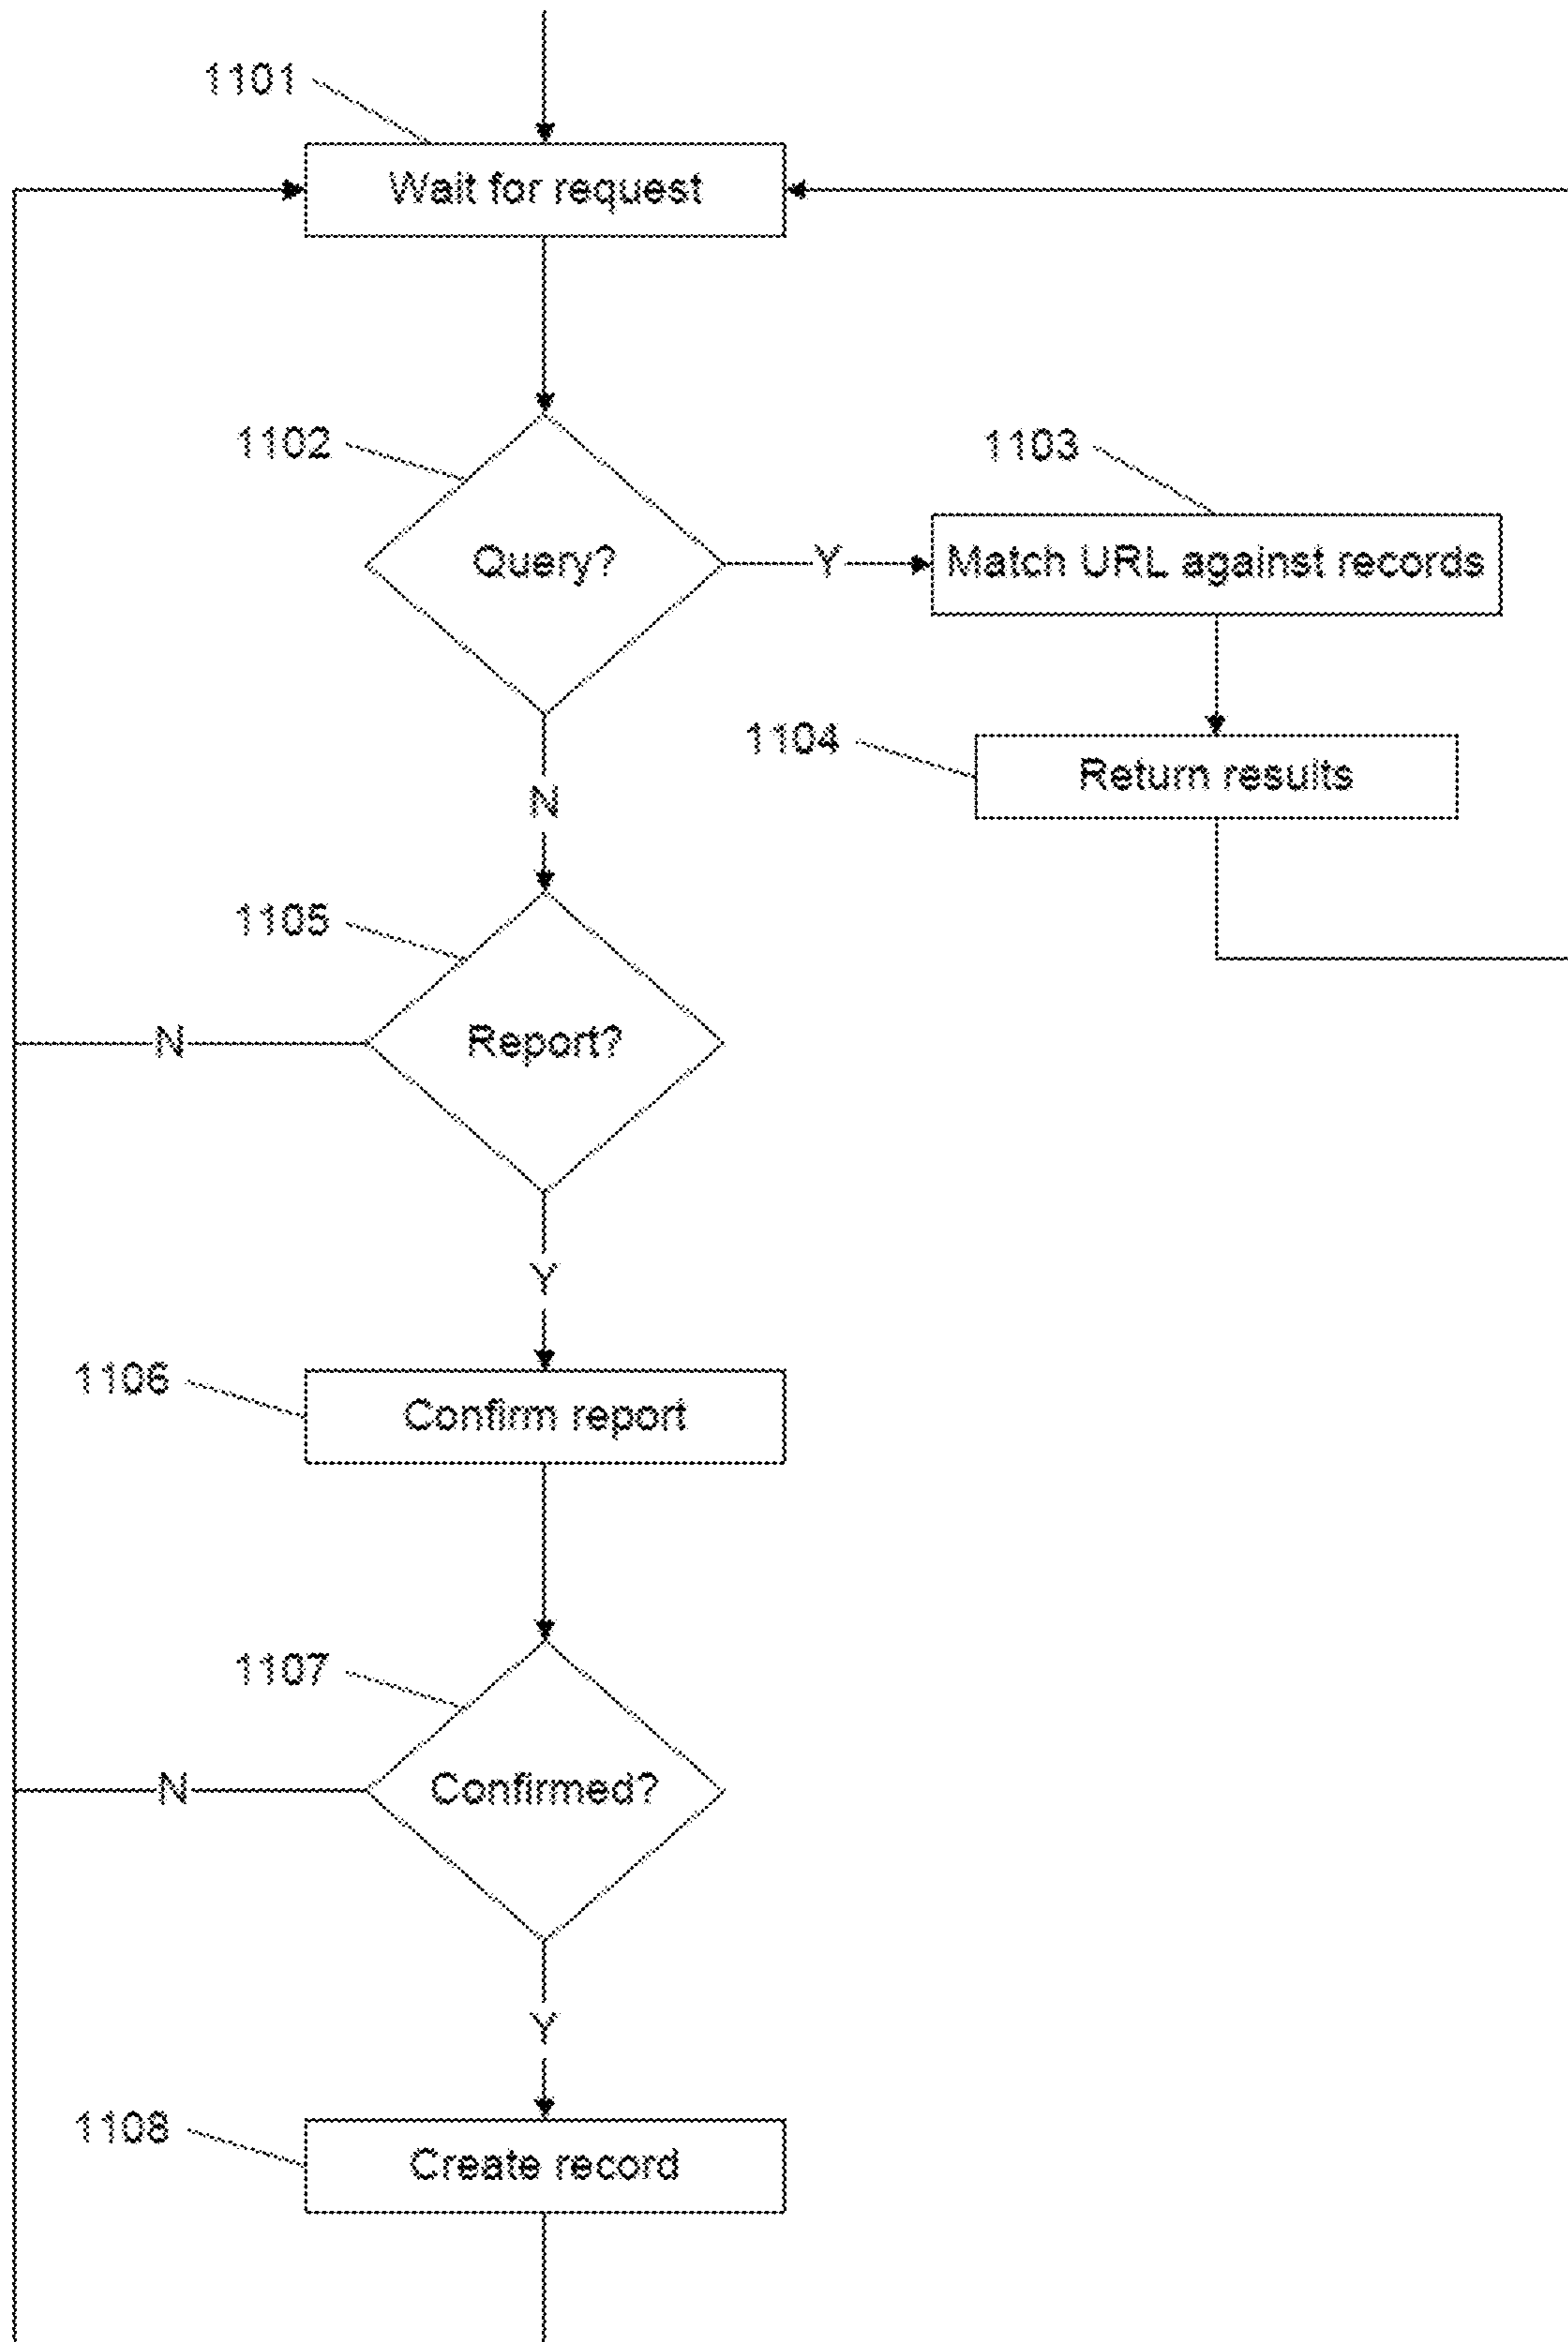 1101
Wait for request
1102
Query?
Y
1103
Match URL against records
1104
Return results
N
1105
Report?
N
Y
1106
Confirm report
1107
Confirmed?
N
Y
1108
Create record